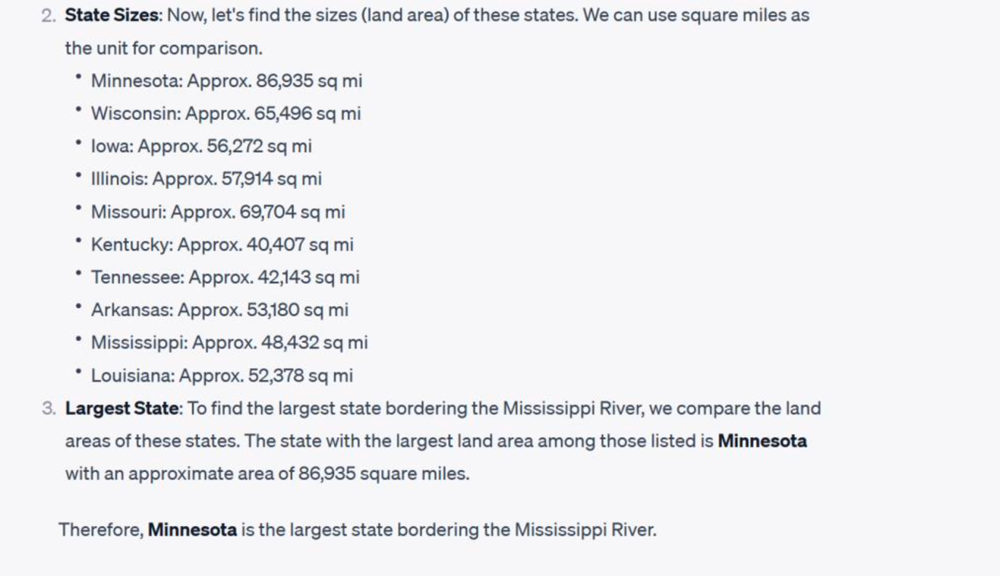 2. State Sizes: Now, let's find the sizes (land area) of these states. We can use square miles as
the unit for comparison.
• Minnesota: Approx. 86,935 sq mi
• Wisconsin: Approx. 65,496 sq mi
• Iowa: Approx. 56,272 sq mi
• Illinois: Approx. 57,914 sq mi
• Missouri: Approx. 69,704 sq mi
• Kentucky: Approx. 40,407 sq mi
• Tennessee: Approx. 42,143 sq mi
• Arkansas: Approx. 53,180 sq mi
• Mississippi: Approx. 48,432 sq mi
• Louisiana: Approx. 52,378 sq mi
3. Largest State: To find the largest state bordering the Mississippi River, we compare the land
areas of these states. The state with the largest land area among those listed is Minnesota
with an approximate area of 86,935 square miles.
Therefore, Minnesota is the largest state bordering the Mississippi River.